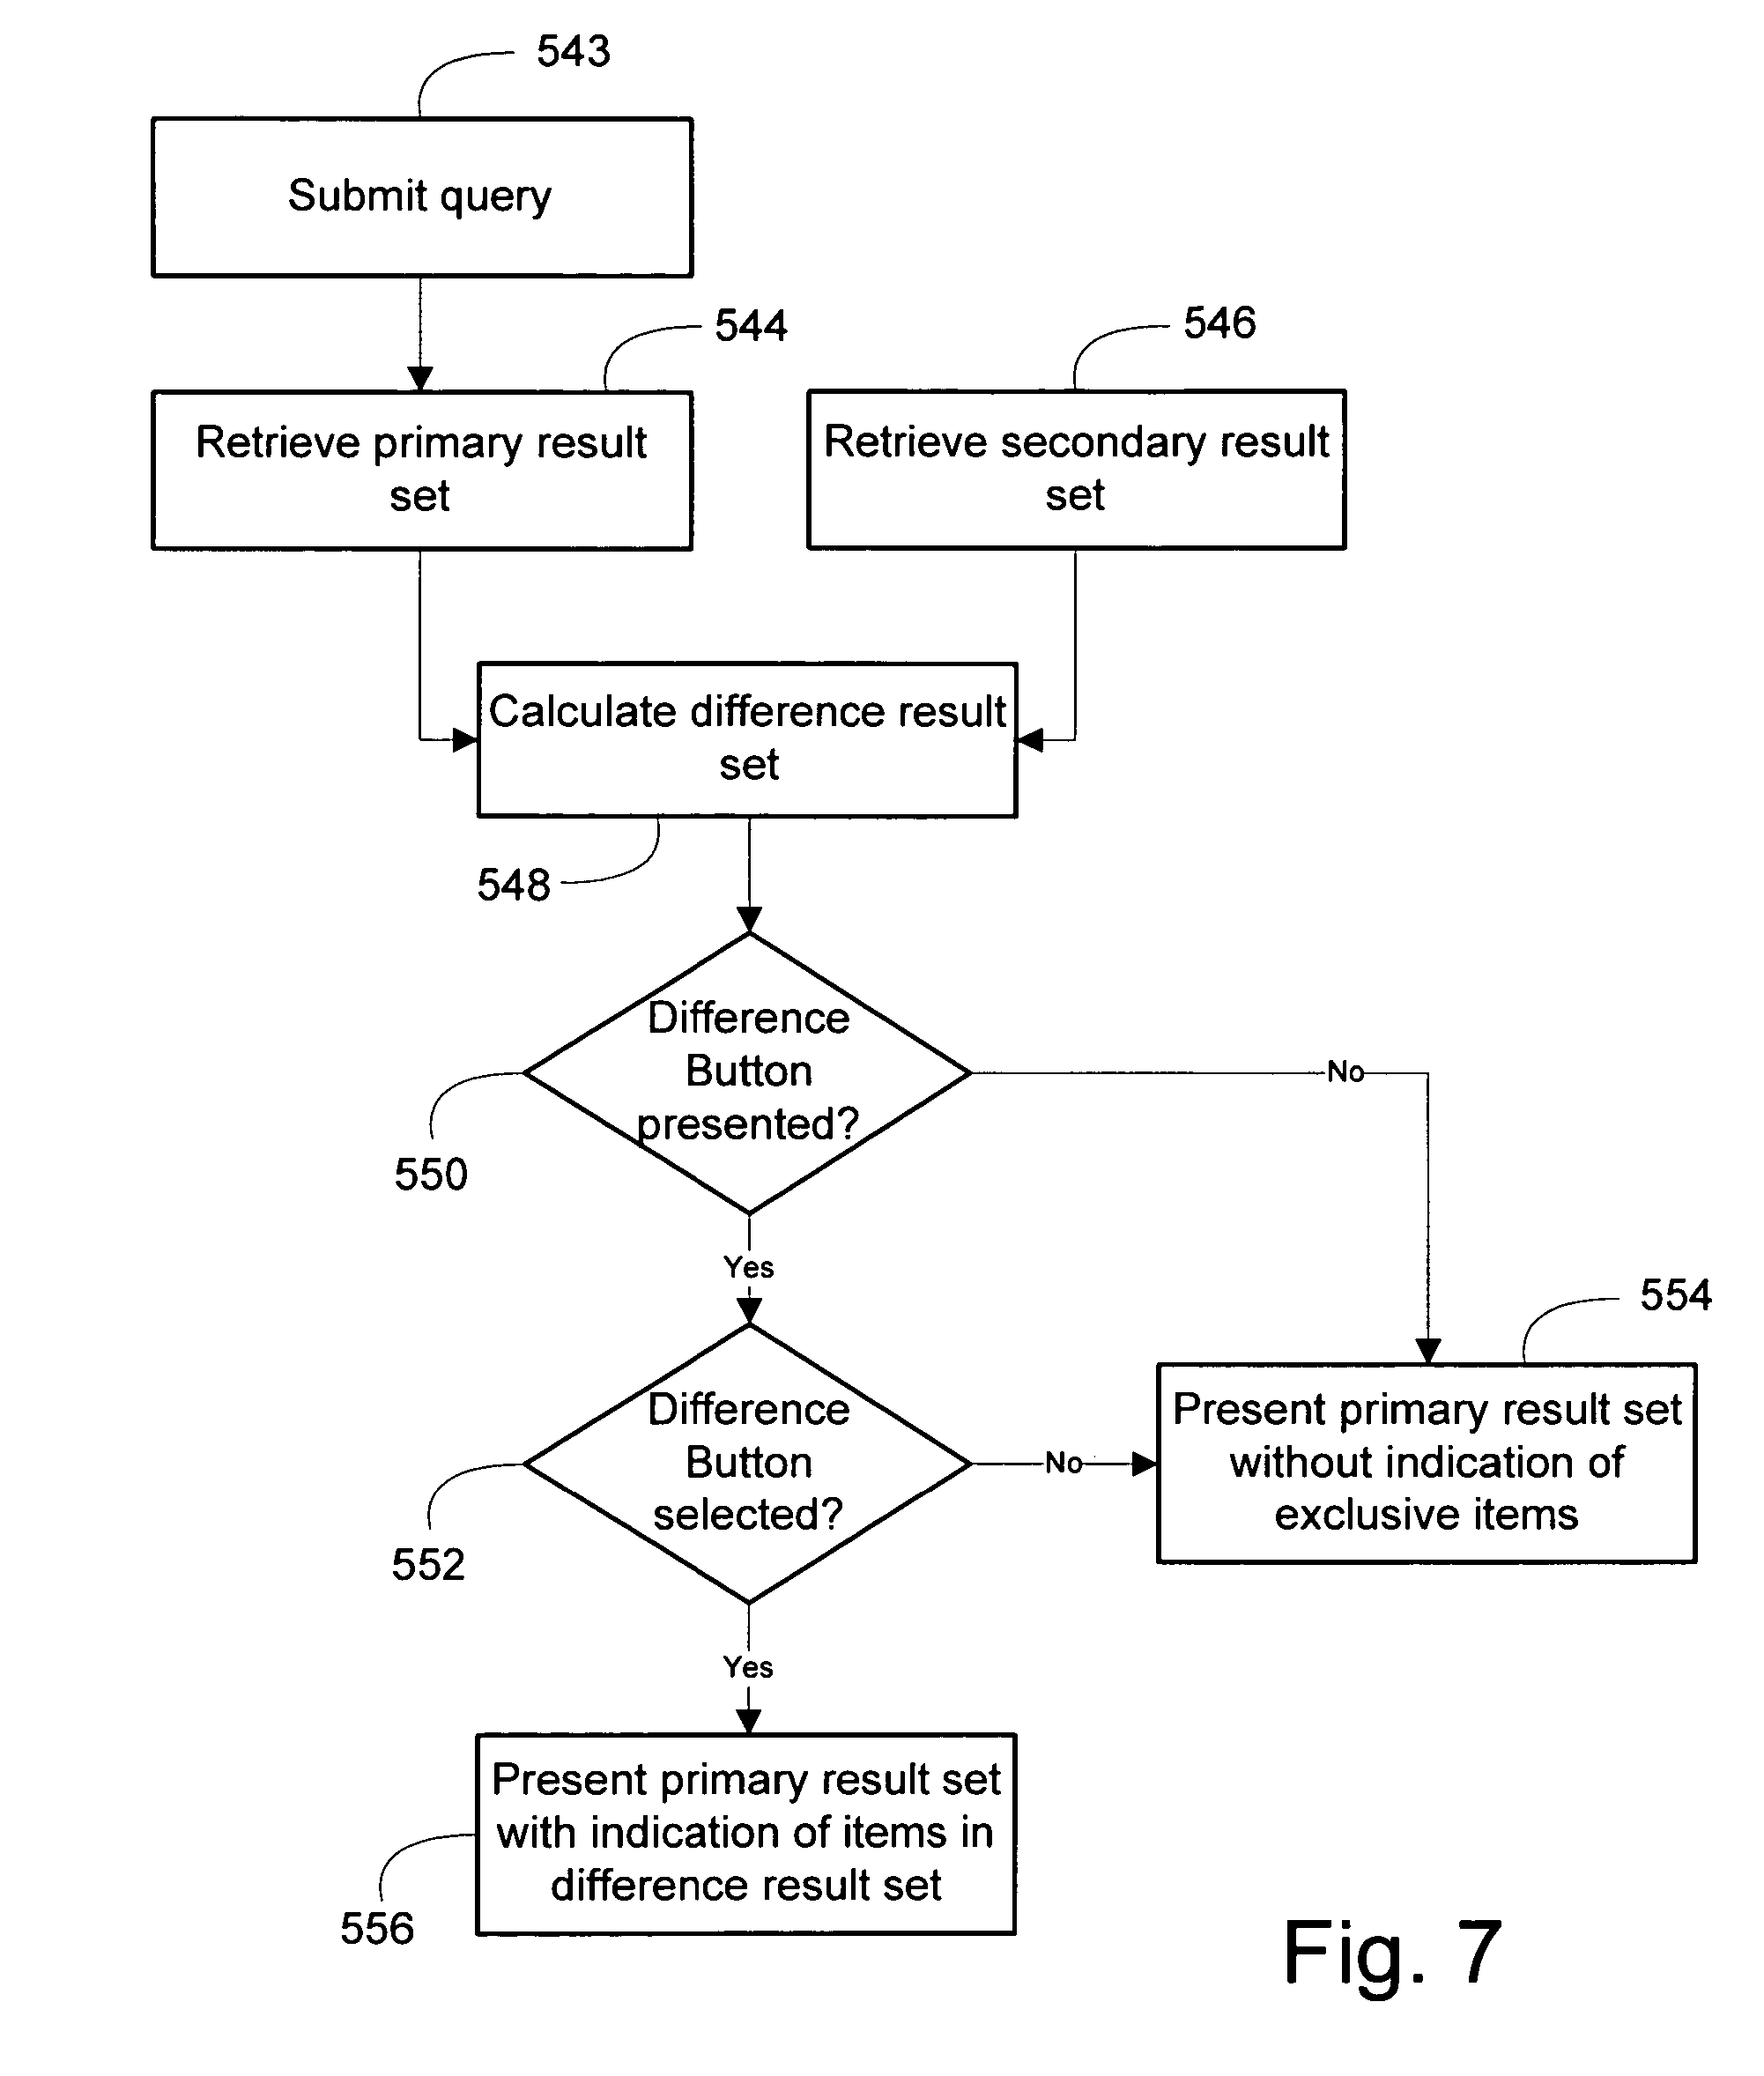 543
Submit query
544
546
Retrieve primary result
set
Retrieve secondary result
set
Calculate difference result
set
548
Difference
Button
presented?
No
550
Yes
554
Difference
Button
selected?
No
Present primary result set
without indication of
exclusive items
552
Yes
Present primary result set
with indication of items in
difference result set
556
Fig. 7